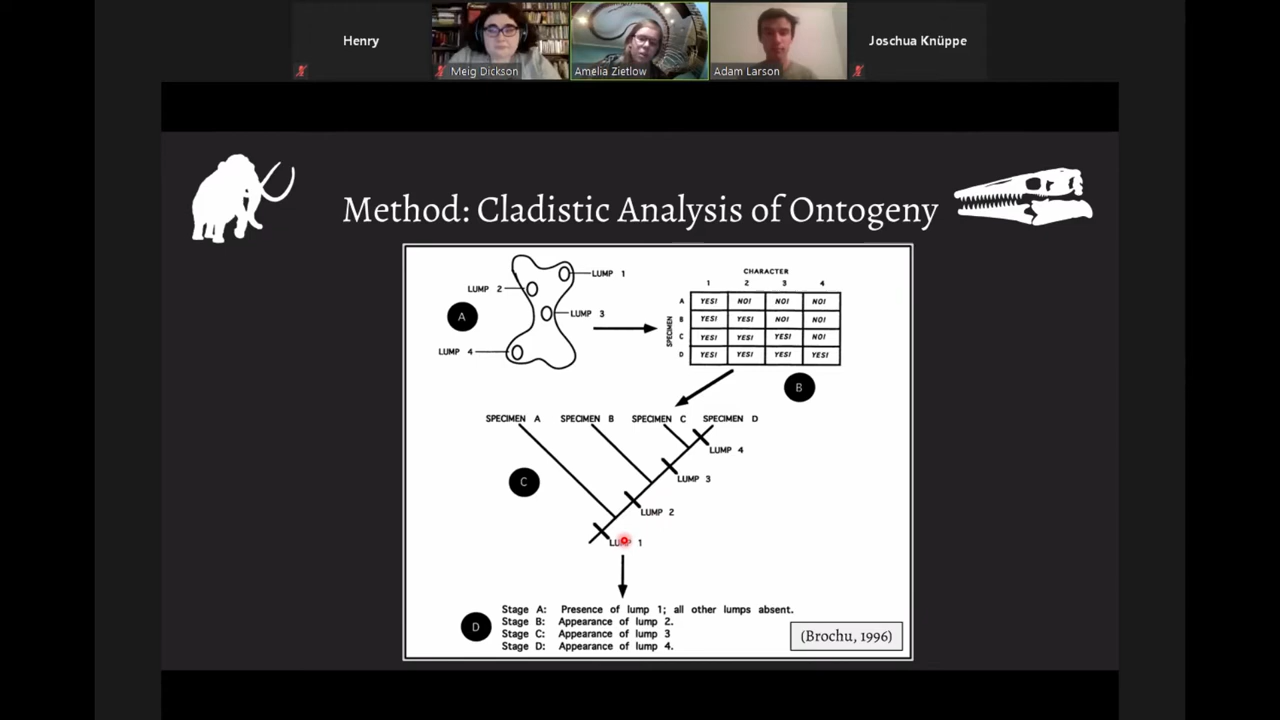 Henry
Meig Dickson
Amelia Zietlow
Adam Larson
Joschua Knüppe
Method: Cladistic Analysis of Ontogeny
LUMP 1
LUMP 2
LUMP 3
LUMP 4
A
CHARACTER
1 2 3 4
SPECIMEN
A YES! NO! NO! NO!
B YES! YES! NO! NO!
C YES! YES! YES! NO!
D YES! YES! YES! YES!
B
SPECIMEN A SPECIMEN B SPECIMEN C SPECIMEN D
LUMP 4
LUMP 3
C
LUMP 2
LUMP 1
Stage A: Presence of lump 1; all other lumps absent.
Stage B: Appearance of lump 2.
Stage C: Appearance of lump 3
Stage D: Appearance of lump 4.
D
(Brochu, 1996)